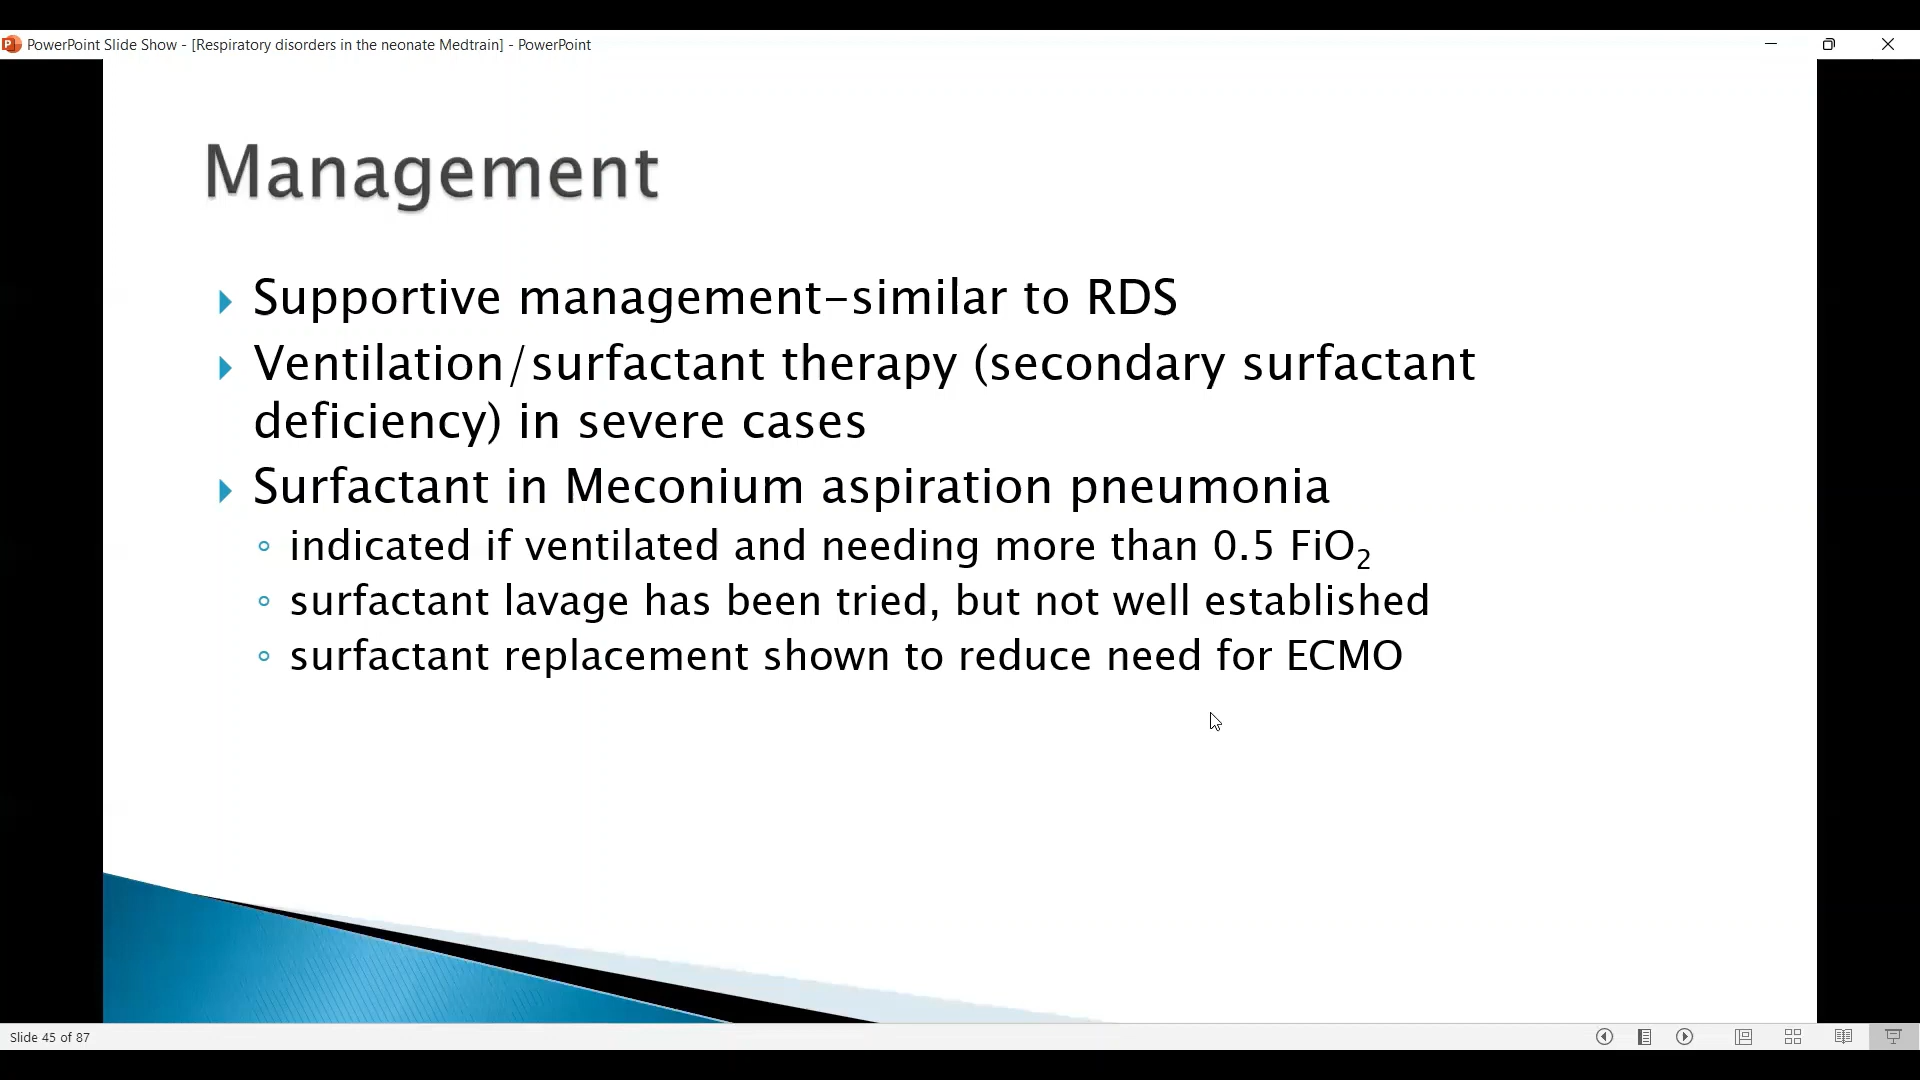 PowerPoint Slide Show - [Respiratory disorders in the neonate Medtrain] - PowerPoint
Management
Supportive management-similar to RDS
Ventilation/surfactant therapy (secondary surfactant
deficiency) in severe cases
Surfactant in Meconium aspiration pneumonia
indicated if ventilated and needing more than 0.5 FiO₂
surfactant lavage has been tried, but not well established
surfactant replacement shown to reduce need for ECMO
Slide 45 of 87